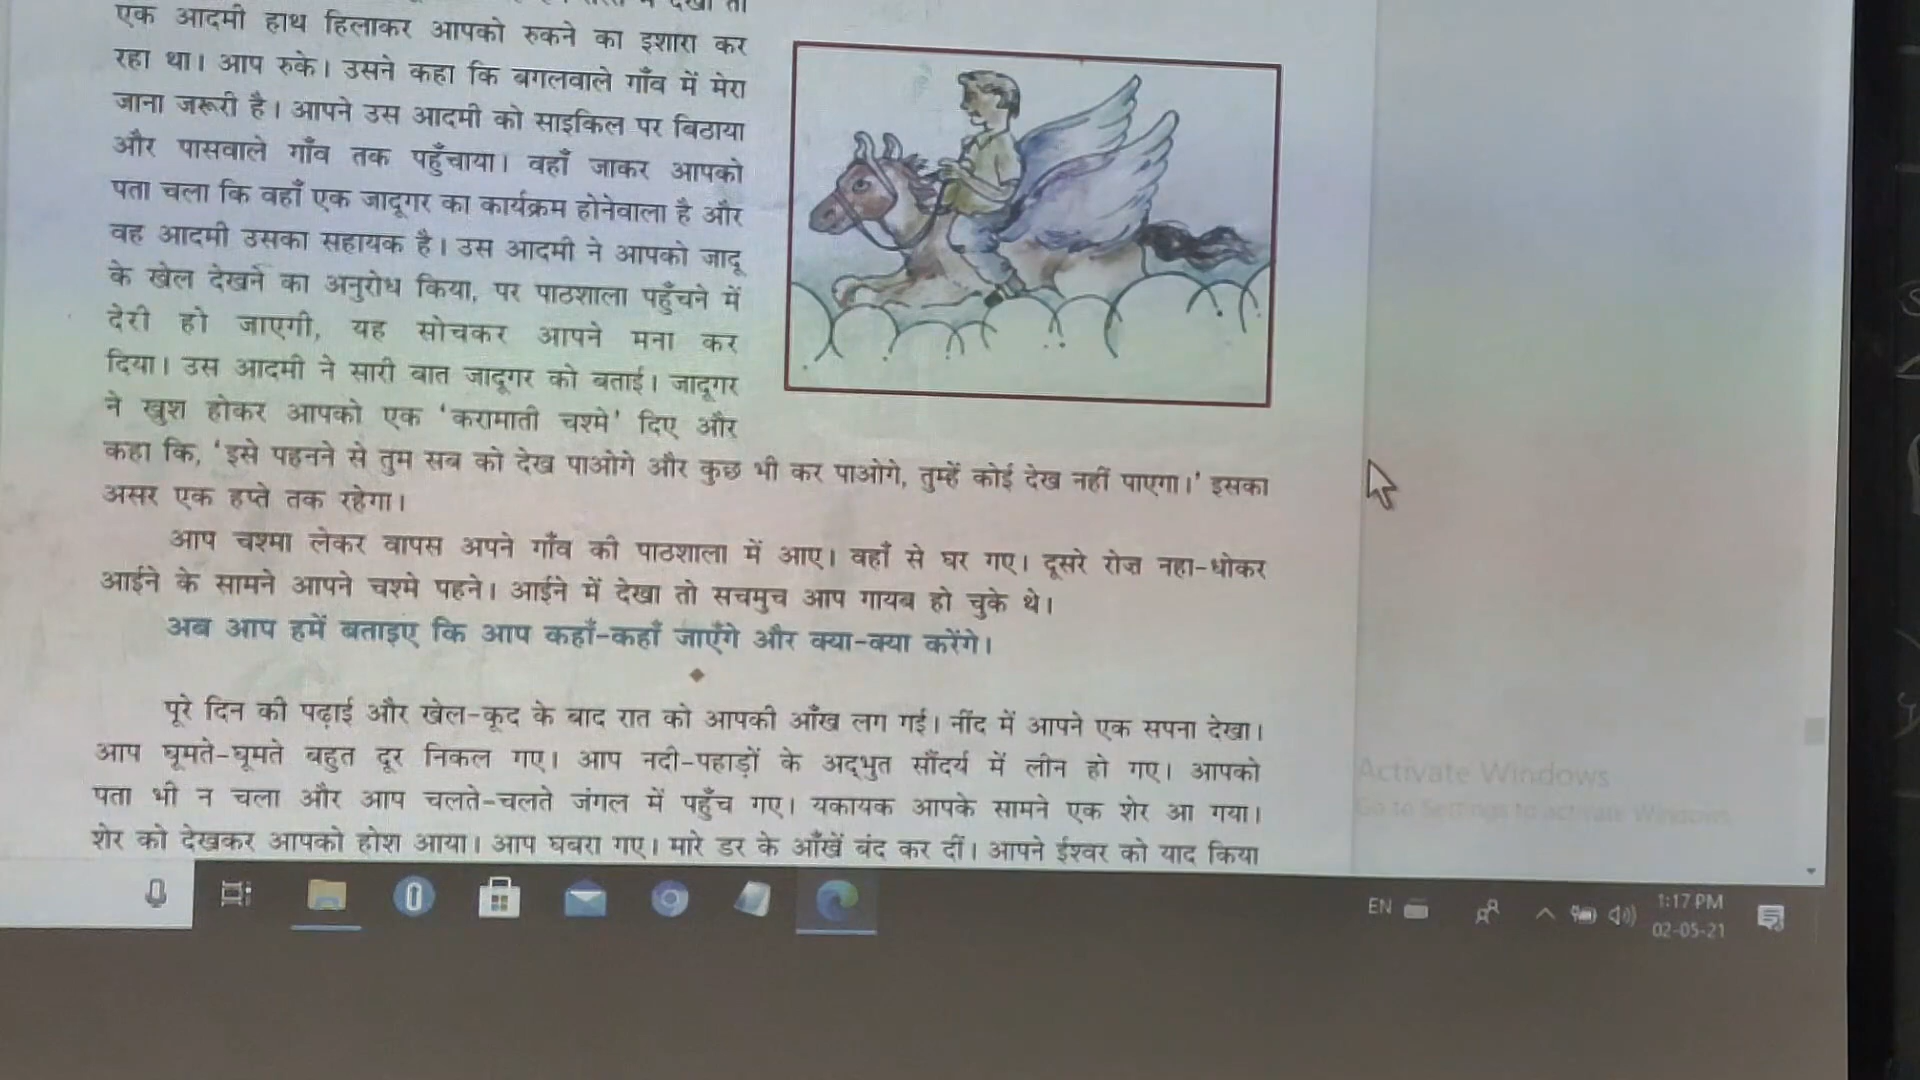 एक आदमी हाथ हिलाकर आपको रुकने का इशारा कर
रहा था। आप रुके। उसने कहा कि बगलवाले गाँव में मेरा
जाना जरूरी है। आपने उस आदमी को साइकिल पर बिठाया
और पासवाले गाँव तक पहुँचाया। वहाँ जाकर आपको
पता चला कि वहाँ एक जादूगर का कार्यक्रम होनेवाला है और
वह आदमी उसका सहायक है। उस आदमी ने आपको जादू
के खेल देखने का अनुरोध किया, पर पाठशाला पहुँचने में
देरी हो जाएगी, यह सोचकर आपने मना कर
दिया। उस आदमी ने सारी बात जादूगर को बताई। जादूगर
ने खुश होकर आपको एक 'करामाती चश्मे' दिए और
कहा कि, 'इसे पहनने से तुम सब को देख पाओगे और कुछ भी कर पाओगे, तुम्हें कोई देख नहीं पाएगा।' इसका
असर एक हप्ते तक रहेगा।
आप चश्मा लेकर वापस अपने गाँव की पाठशाला में आए। वहाँ से घर गए। दूसरे रोज़ नहा-धोकर
आईने के सामने आपने चश्मे पहने। आईने में देखा तो सचमुच आप गायब हो चुके थे।
अब आप हमें बताइए कि आप कहाँ-कहाँ जाएँगे और क्या-क्या करेंगे।
पूरे दिन की पढ़ाई और खेल-कूद के बाद रात को आपकी आँख लग गई। नींद में आपने एक सपना देखा।
आप घूमते-घूमते बहुत दूर निकल गए। आप नदी-पहाड़ों के अद्‌भुत सौंदर्य में लीन हो गए। आपको
पता भी न चला और आप चलते-चलते जंगल में पहुँच गए। यकायक आपके सामने एक शेर आ गया।
शेर को देखकर आपको होश आया। आप घबरा गए। मारे डर के आँखें बंद कर दीं। आपने ईश्वर को याद किया
Activate Windows
Go to Settings to activate Windows
EN
1:17 PM
02-05-21